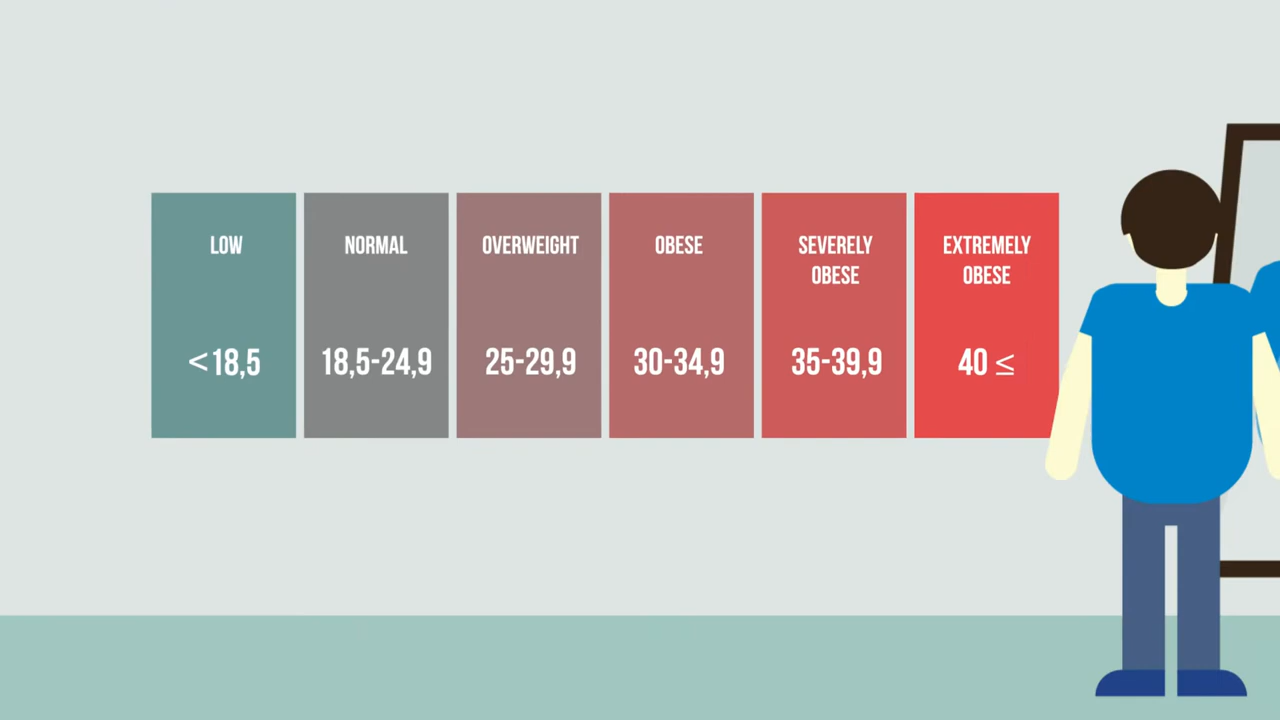 LOW
<18,5
NORMAL
18,5-24,9
OVERWEIGHT
25-29,9
OBESE
30-34,9
SEVERELY
OBESE
35-39,9
EXTREMELY
OBESE
40 ≤